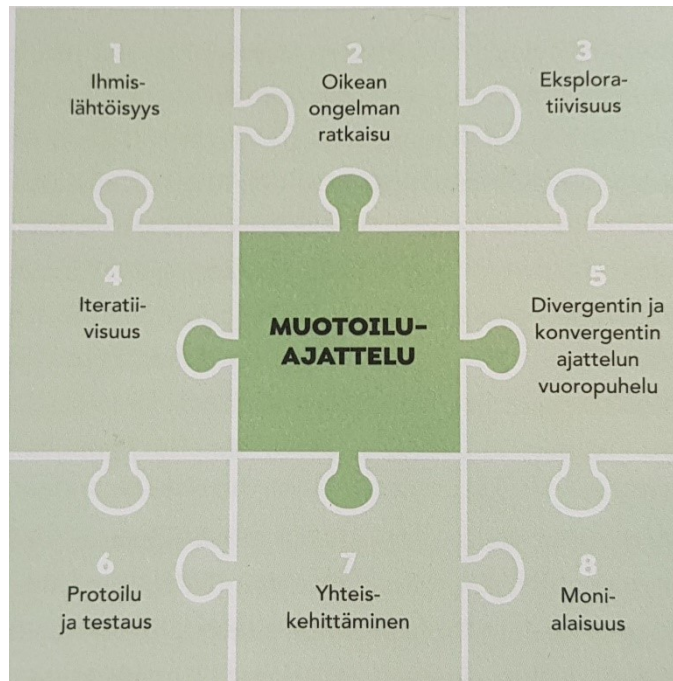 1
Ihmis-
lähtöisyys
2
Oikean
ongelman
ratkaisu
3
Eksplora-
tiivisuus
4
Iteratii-
visuus
MUOTOILU-
AJATTELU
5
Divergentin ja
konvergentin
ajattelun
vuoropuhelu
6
Protoilu
ja testaus
7
Yhteis-
kehittäminen
8
Moni-
alaisuus